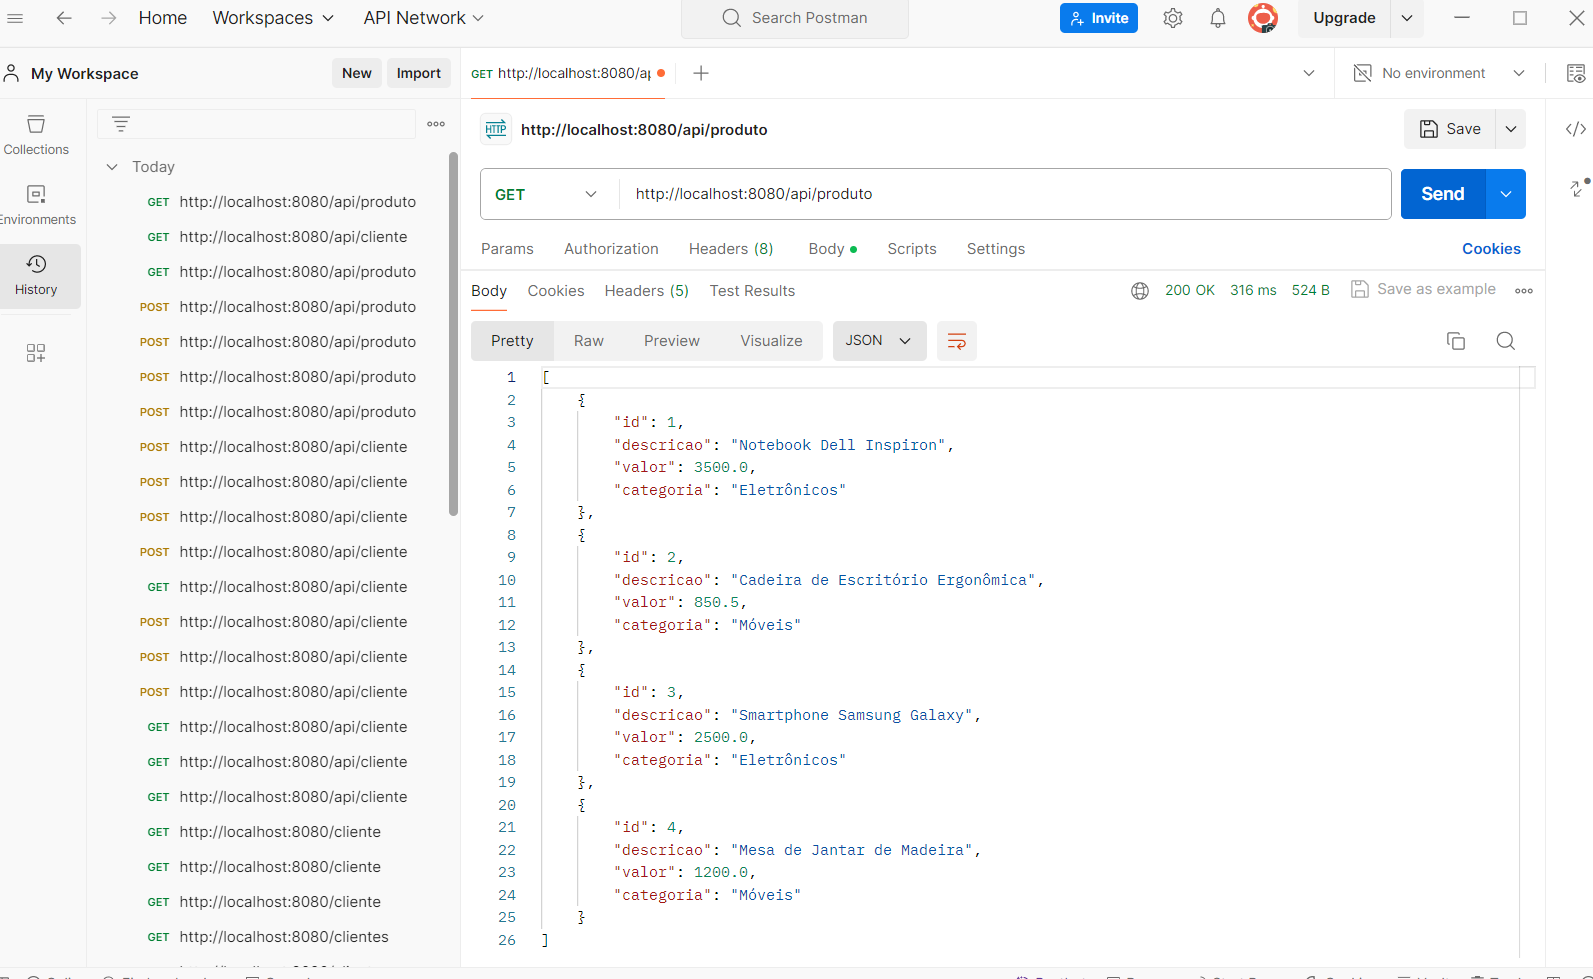 Home Workspaces API Network Search Postman Invite Upgrade
My Workspace New Import GET http://localhost:8080/ap No environment
Collections
Environments
History
Today
GET http://localhost:8080/api/produto
GET http://localhost:8080/api/cliente
GET http://localhost:8080/api/produto
POST http://localhost:8080/api/produto
POST http://localhost:8080/api/produto
POST http://localhost:8080/api/produto
POST http://localhost:8080/api/produto
POST http://localhost:8080/api/cliente
POST http://localhost:8080/api/cliente
POST http://localhost:8080/api/cliente
POST http://localhost:8080/api/cliente
GET http://localhost:8080/api/cliente
POST http://localhost:8080/api/cliente
POST http://localhost:8080/api/cliente
POST http://localhost:8080/api/cliente
GET http://localhost:8080/api/cliente
GET http://localhost:8080/api/cliente
GET http://localhost:8080/api/cliente
GET http://localhost:8080/cliente
GET http://localhost:8080/cliente
GET http://localhost:8080/cliente
GET http://localhost:8080/clientes
HTTP http://localhost:8080/api/produto Save
GET http://localhost:8080/api/produto Send
Params Authorization Headers (8) Body Scripts Settings Cookies
Body Cookies Headers (5) Test Results 200 OK 316 ms 524 B Save as example
Pretty Raw Preview Visualize JSON
1 [
2 {
3 "id": 1,
4 "descricao": "Notebook Dell Inspiron",
5 "valor": 3500.0,
6 "categoria": "Eletrônicos"
7 },
8 {
9 "id": 2,
10 "descricao": "Cadeira de Escritório Ergonômica",
11 "valor": 850.5,
12 "categoria": "Móveis"
13 },
14 {
15 "id": 3,
16 "descricao": "Smartphone Samsung Galaxy",
17 "valor": 2500.0,
18 "categoria": "Eletrônicos"
19 },
20 {
21 "id": 4,
22 "descricao": "Mesa de Jantar de Madeira",
23 "valor": 1200.0,
24 "categoria": "Móveis"
25 }
26 ]